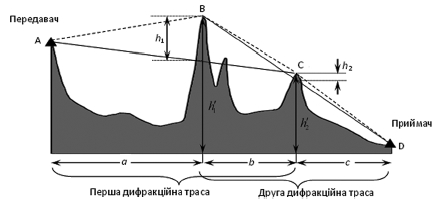 Передавач
B
A
h₁
C
h₂
h′₁
h′₂
Приймач
D
a
b
c
Перша дифракційна траса
Друга дифракційна траса